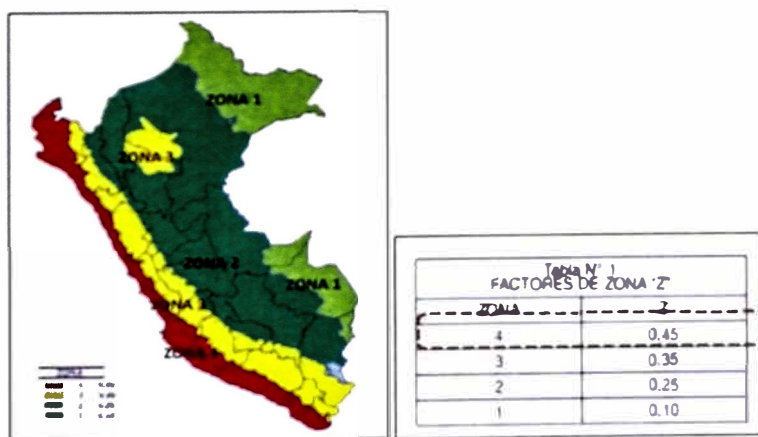 ZONA 1
ZONA 3
ZONA 2
ZONA 1
ZONA 3
ZONA
Tabla N° 1
FACTORES DE ZONA "Z"
ZONA Z
4 0.45
3 0.35
2 0.25
1 0.10